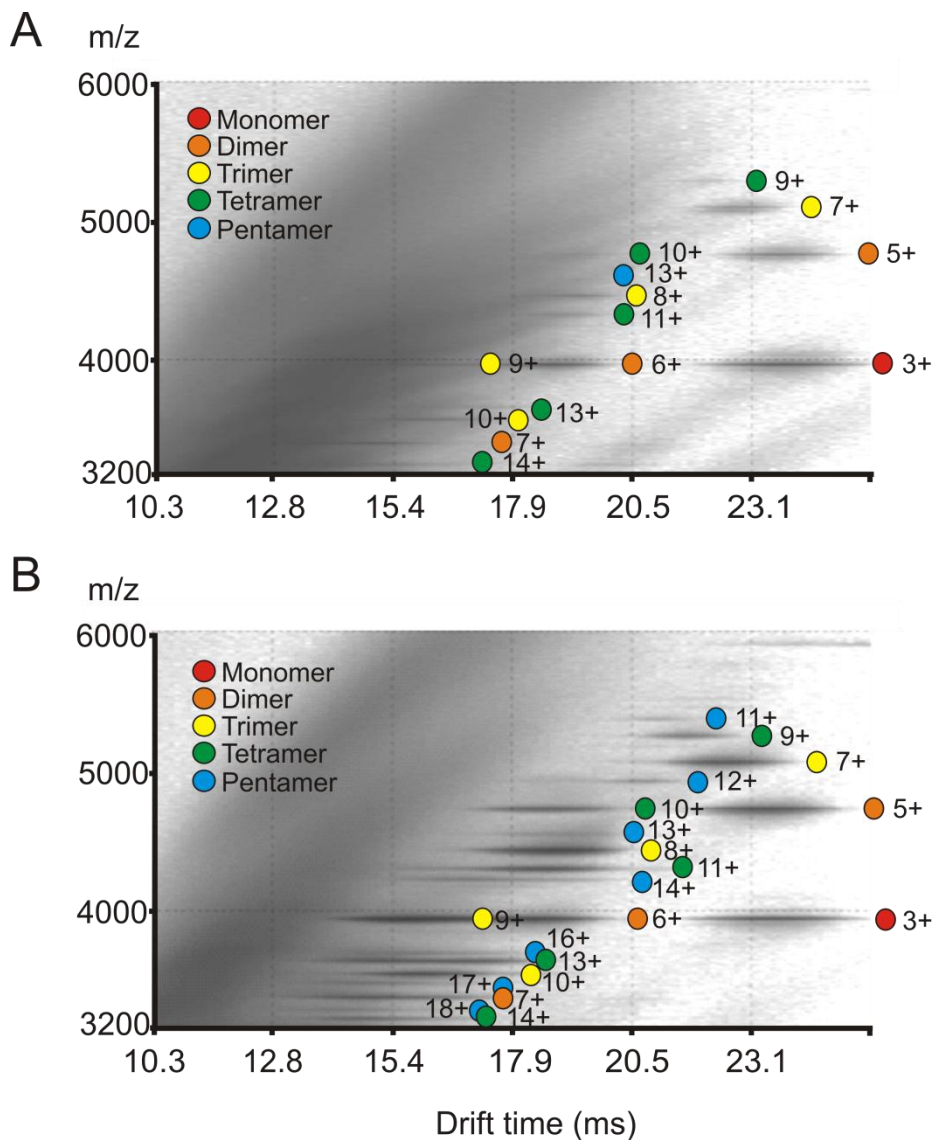 A
m/z
6000
Monomer
Dimer
Trimer
Tetramer
Pentamer
9+
7+
5000
10+ 5+
13+
8+
11+
4000
9+ 6+ 3+
13+
10+
7+
14+
3200
10.3 12.8 15.4 17.9 20.5 23.1
B
m/z
6000
Monomer
Dimer
Trimer
Tetramer
Pentamer
11+
9+
7+
5000
12+
10+ 5+
13+
8+
11+
14+
4000
9+ 6+ 3+
16+
13+
10+
17+
7+
18+
14+
3200
10.3 12.8 15.4 17.9 20.5 23.1
Drift time (ms)